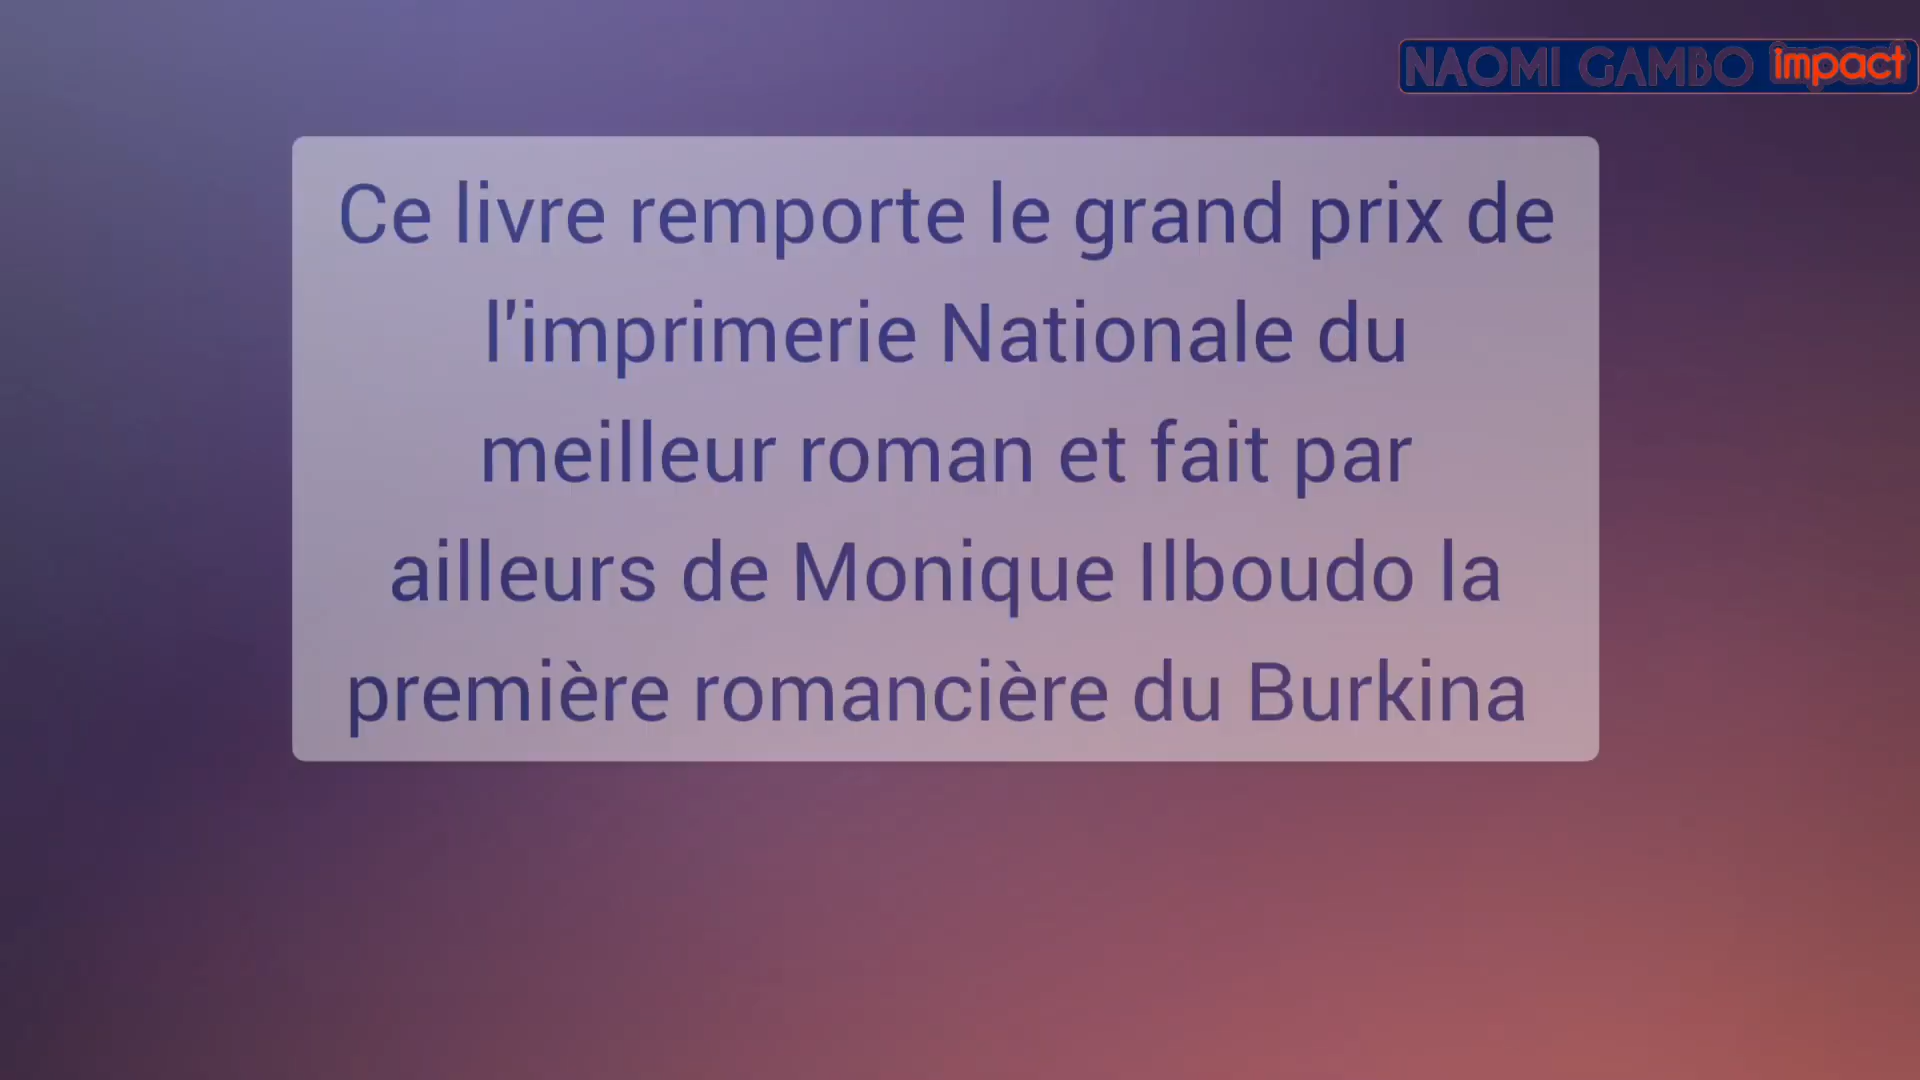 NAOMI GAMBO impact
Ce livre remporte le grand prix de
l'imprimerie Nationale du
meilleur roman et fait par
ailleurs de Monique Ilboudo la
première romancière du Burkina